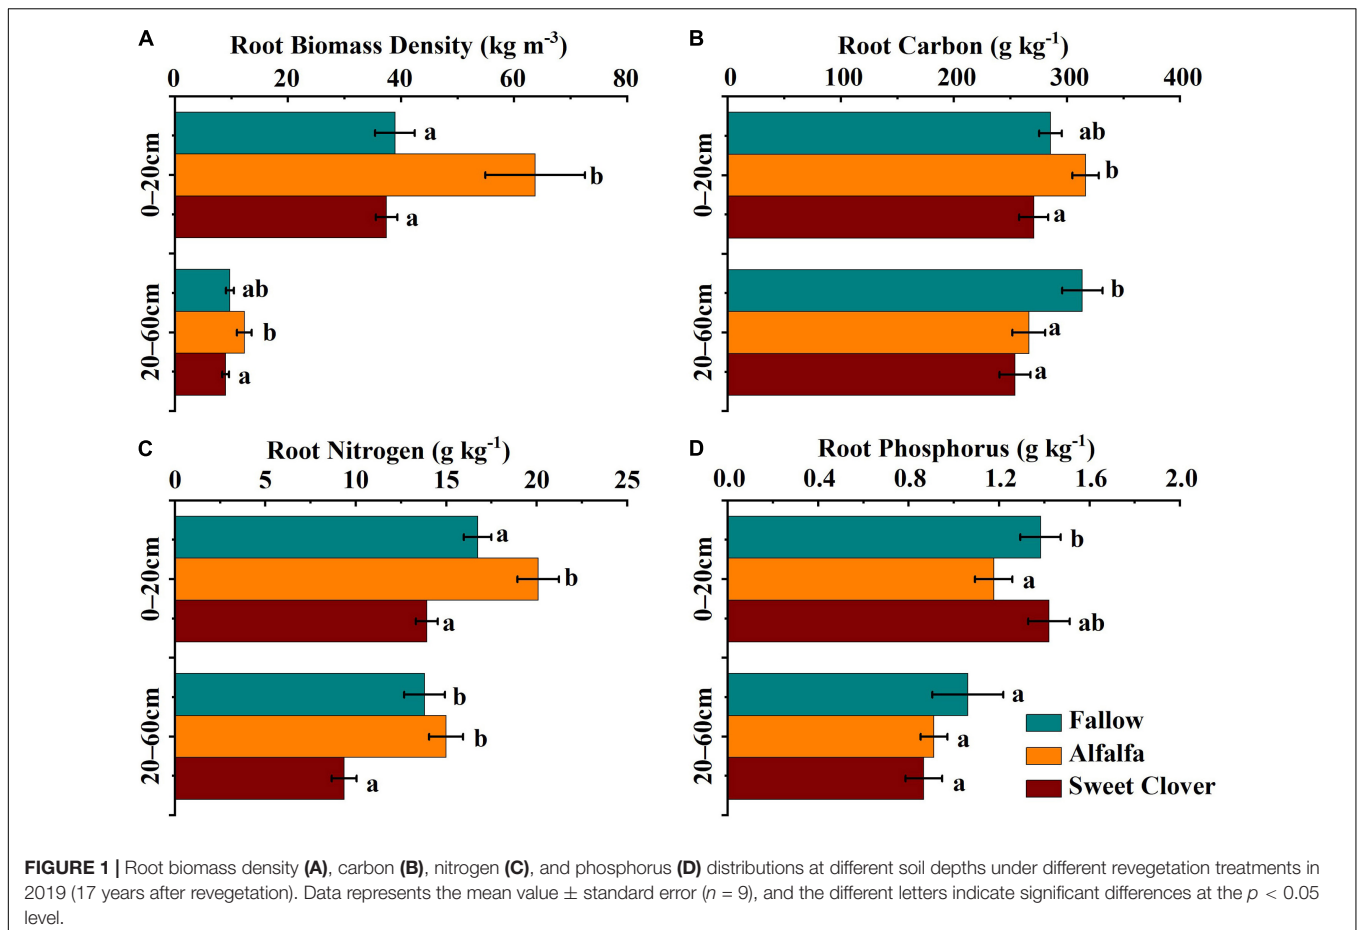 A
Root Biomass Density (kg m-3)
0 20 40 60 80
0–20cm
a
b
a
20–60cm
ab
b
a
B
Root Carbon (g kg-1)
0 100 200 300 400
0–20cm
ab
b
a
20–60cm
b
a
a
C
Root Nitrogen (g kg-1)
0 5 10 15 20 25
0–20cm
a
b
a
20–60cm
b
b
a
D
Root Phosphorus (g kg-1)
0.0 0.4 0.8 1.2 1.6 2.0
0–20cm
b
a
ab
20–60cm
a
a
a
Fallow
Alfalfa
Sweet Clover
FIGURE 1 | Root biomass density (A), carbon (B), nitrogen (C), and phosphorus (D) distributions at different soil depths under different revegetation treatments in
2019 (17 years after revegetation). Data represents the mean value ± standard error (n = 9), and the different letters indicate significant differences at the p < 0.05
level.